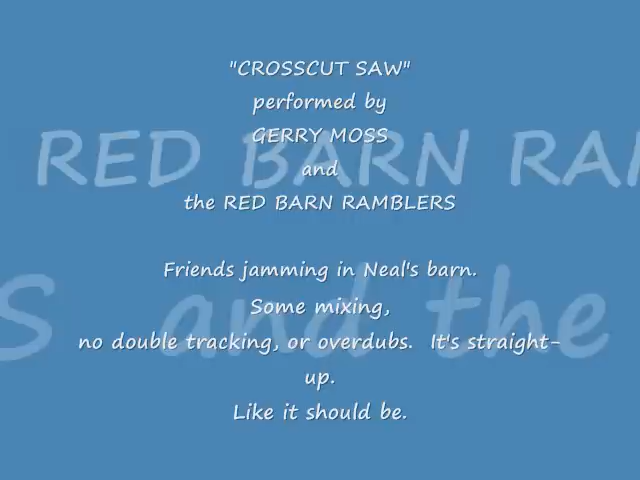 "CROSSCUT SAW"
performed by
GERRY MOSS
and
the RED BARN RAMBLERS
RED BARN RA
Friends jamming in Neal's barn.
Some mixing,
S and the
no double tracking, or overdubs. It's straight-
up.
Like it should be.